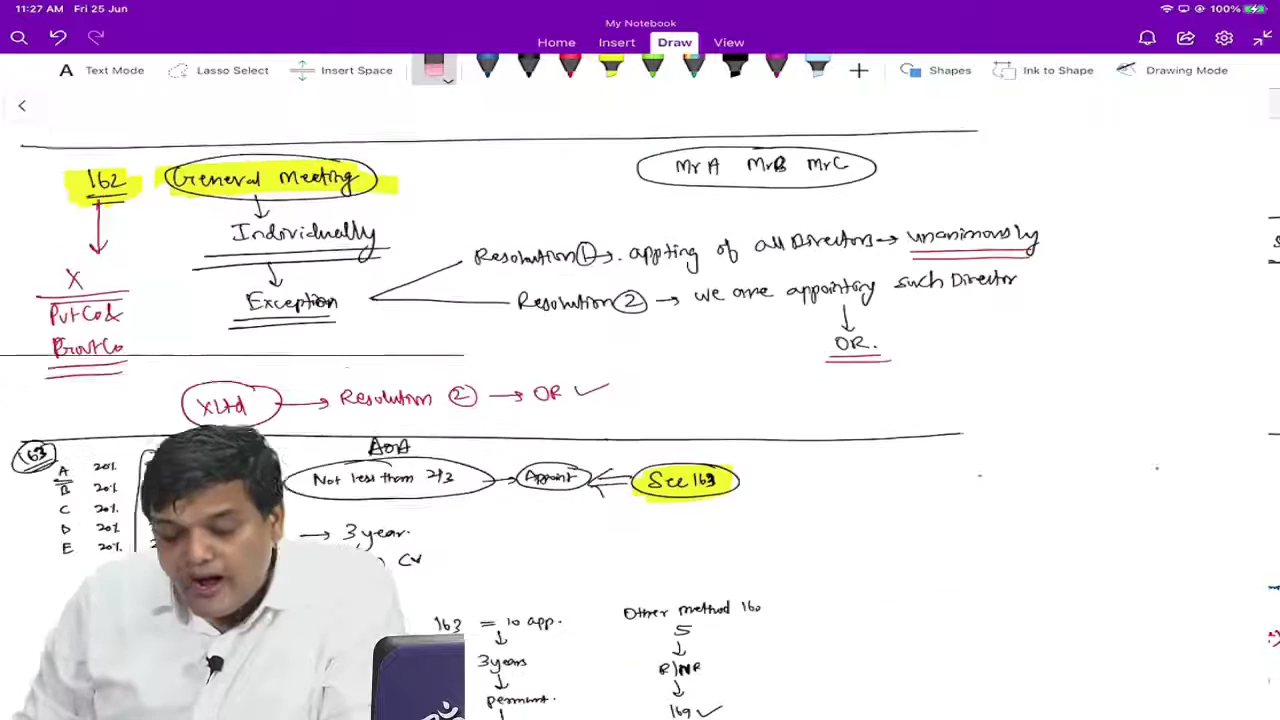 11:27 AM Fri 25 Jun
100%
My Notebook
Home Insert Draw View
A Text Mode Lasso Select Insert Space Shapes Ink to Shape Drawing Mode
162 General Meeting Mr A Mr B Mr C
Individually
Resolution 1 → appting of all Directors → unanimously
X
Exception
Resolution 2 → we are appointing such Director
Pvt Co &
OR.
X Ltd → Resolution 2 → OR ✓
AOA
163
A 20%
Not less than 2/3 → Appoint Sec 163
B 20%
C 20%
D 20%
→ 3 year.
E 20%
Other method 160
163 = 10 app.
5
3 years
R/NR
permant.
169 ✓